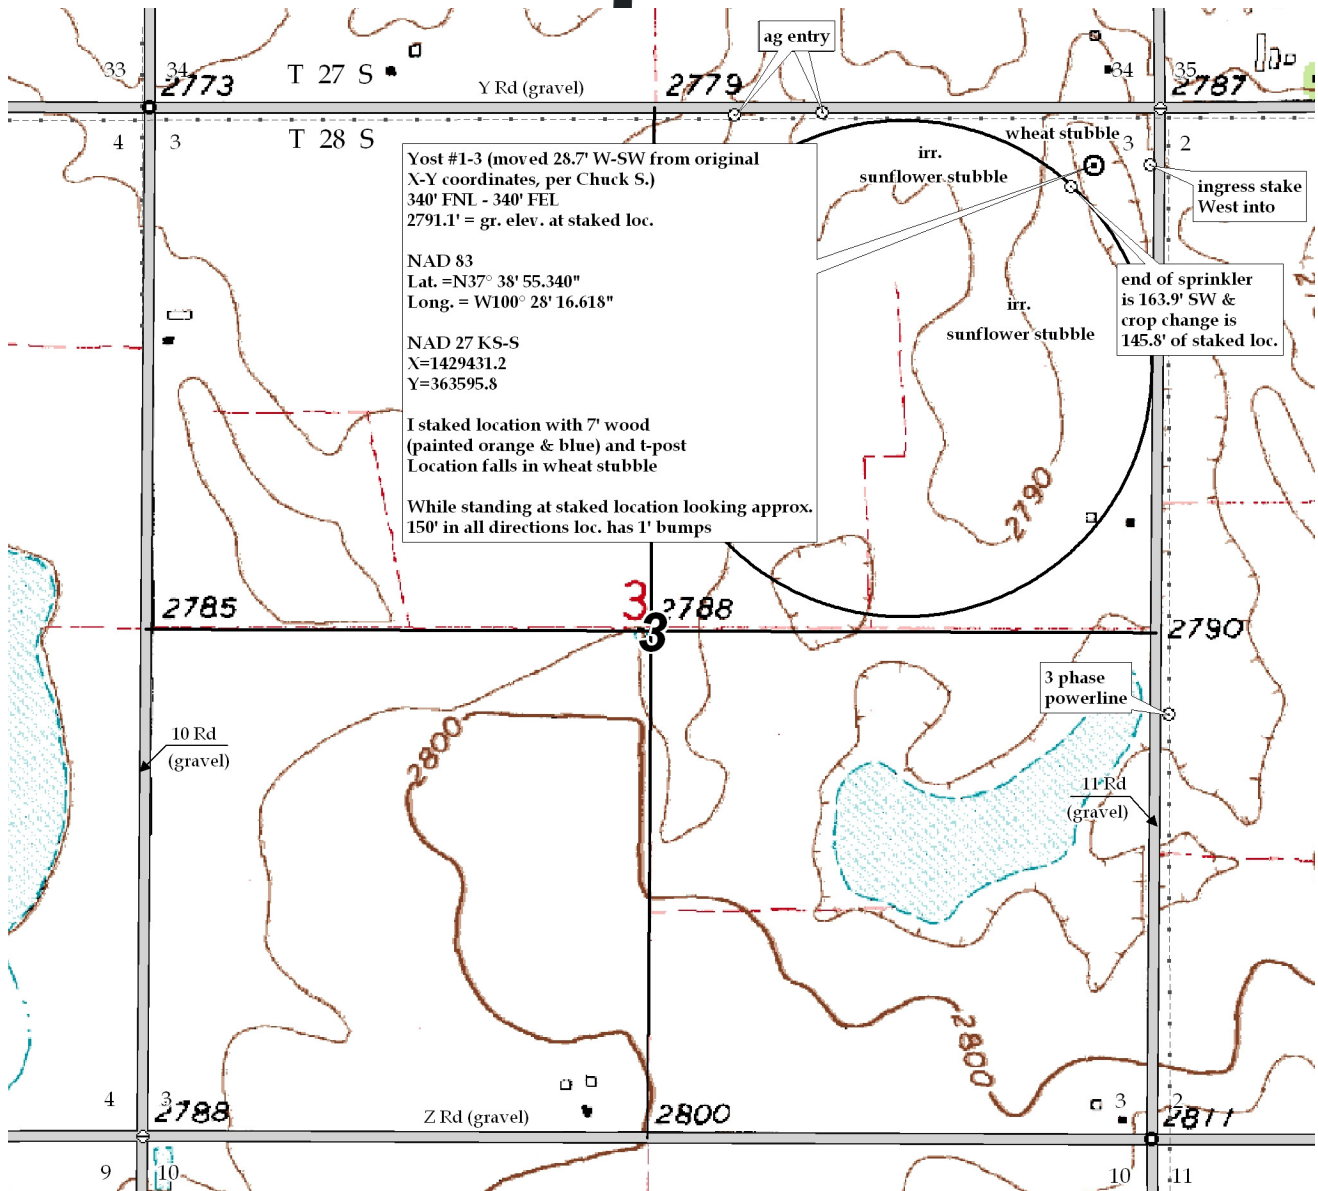 ag entry
33
34
T 27 S
2773
Y Rd (gravel)
2779
34
35
2787
4
3
T 28 S
wheat stubble
3
2
irr.
sunflower stubble
ingress stake
West into
Yost #1-3 (moved 28.7' W-SW from original
X-Y coordinates, per Chuck S.)
340' FNL - 340' FEL
2791.1' = gr. elev. at staked loc.
NAD 83
Lat. =N37° 38' 55.340"
Long. = W100° 28' 16.618"
NAD 27 KS-S
X=1429431.2
Y=363595.8
I staked location with 7' wood
(painted orange & blue) and t-post
Location falls in wheat stubble
While standing at staked location looking approx.
150' in all directions loc. has 1' bumps
end of sprinkler
is 163.9' SW &
crop change is
145.8' of staked loc.
irr.
sunflower stubble
2790
2785
3
2788
3
2790
3 phase
powerline
10 Rd
(gravel)
2800
11 Rd
(gravel)
2800
4
3
2788
Z Rd (gravel)
2800
3
2
2811
9
10
10
11